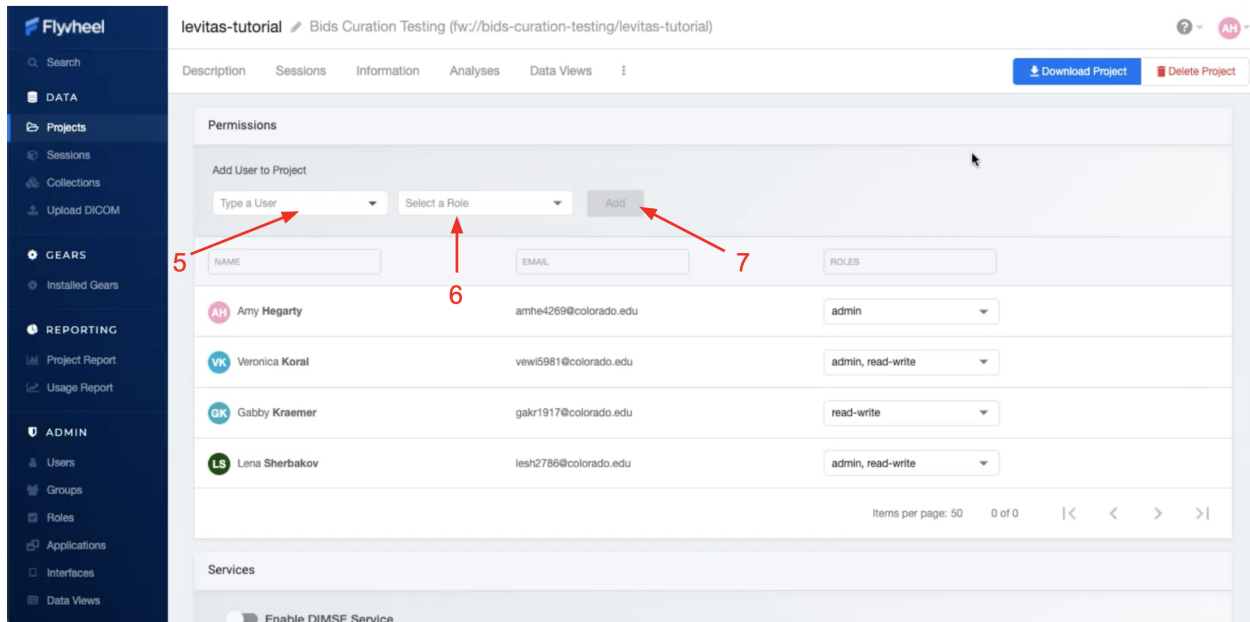 Flywheel
levitas-tutorial Bids Curation Testing (fw://bids-curation-testing/levitas-tutorial)
? AH
Search
Description Sessions Information Analyses Data Views
Download Project Delete Project
DATA
Projects
Sessions
Collections
Upload DICOM
GEARS
Installed Gears
REPORTING
Project Report
Usage Report
ADMIN
Users
Groups
Roles
Applications
Interfaces
Data Views
Permissions
Add User to Project
Type a User Select a Role Add
5 6 7
NAME EMAIL ROLES
AH Amy Hegarty amhe4269@colorado.edu admin
VK Veronica Koral vewi5981@colorado.edu admin, read-write
GK Gabby Kraemer gakr1917@colorado.edu read-write
LS Lena Sherbakov lesh2786@colorado.edu admin, read-write
Items per page: 50 0 of 0
Services
Enable DIMSE Service